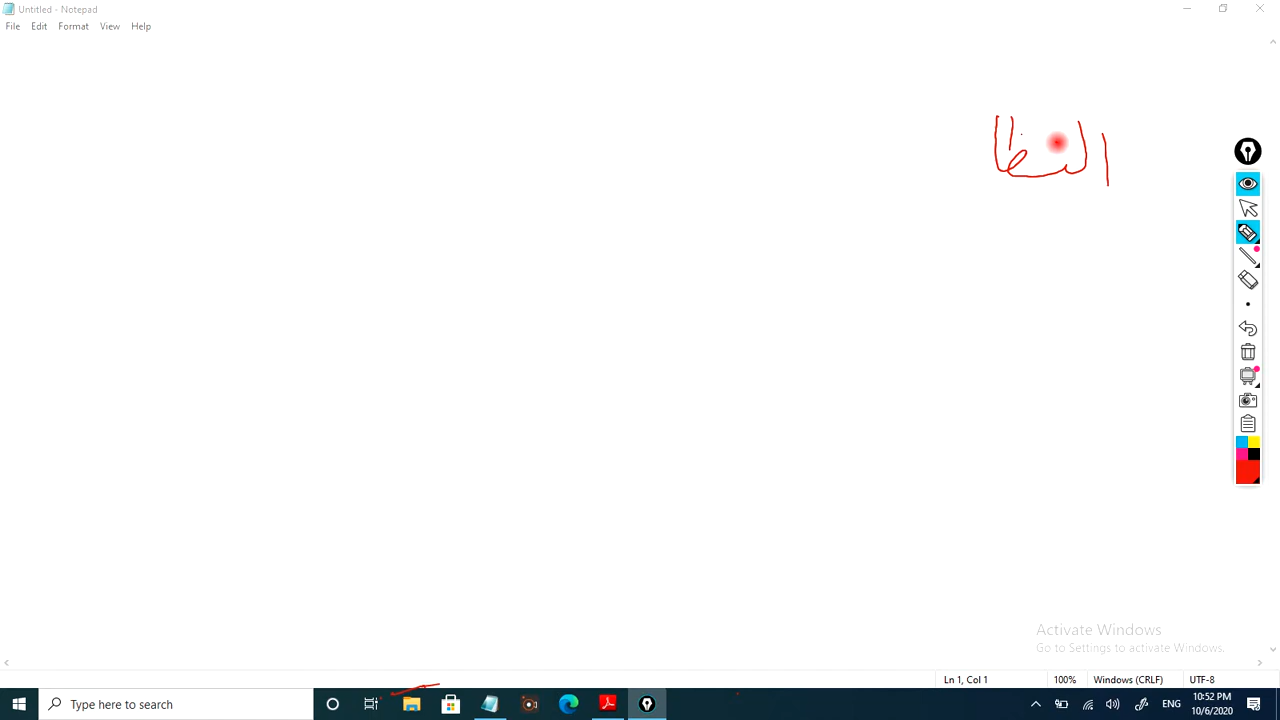 Untitled - Notepad
File Edit Format View Help
Activate Windows
Go to Settings to activate Windows.
Ln 1, Col 1 100% Windows (CRLF) UTF-8
Type here to search
ENG
10:52 PM
10/6/2020